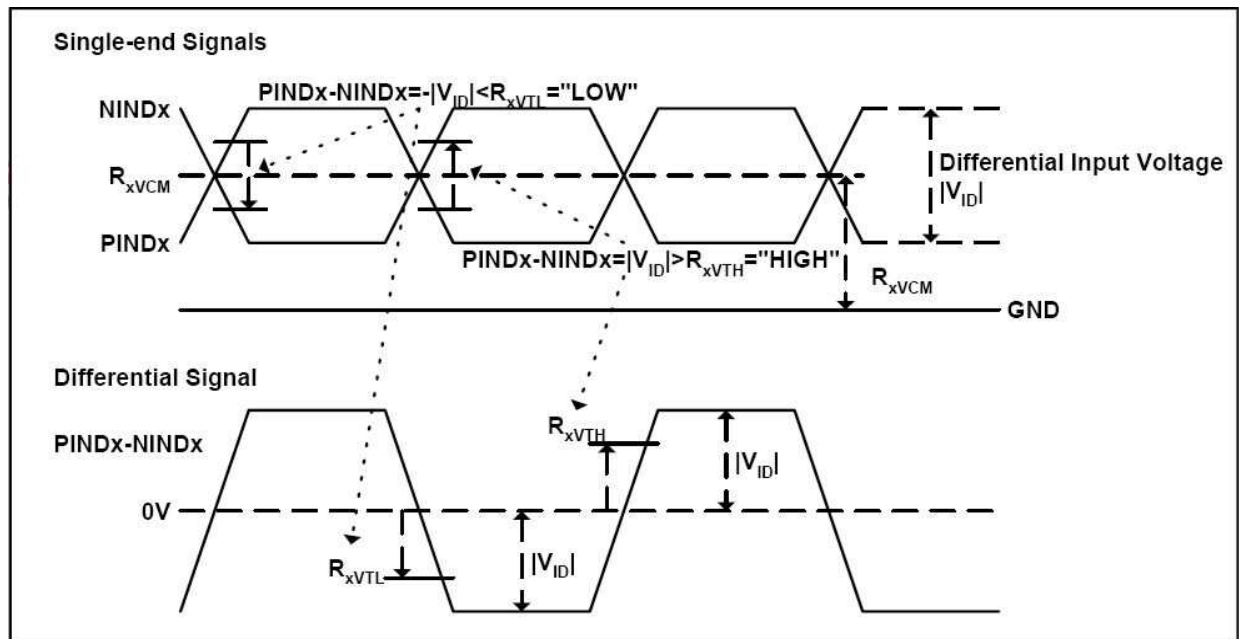 Single-end Signals
PINDx-NINDx=-|VID|<RxVTL="LOW"
NINDx
RxVCM
Differential Input Voltage
|VID|
PINDx
PINDx-NINDx=|VID|>RxVTH="HIGH"
RxVCM
GND
Differential Signal
RxVTH
PINDx-NINDx
|VID|
0V
RxVTL
|VID|